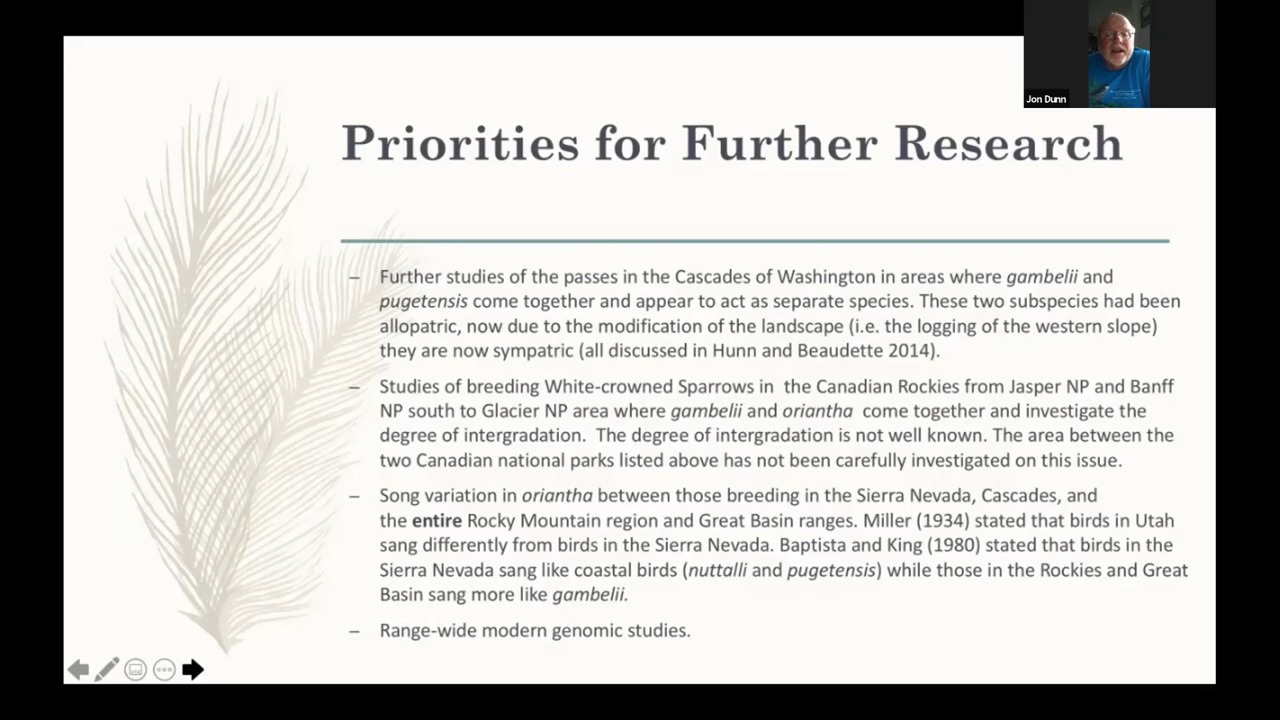 Jon Dunn
Priorities for Further Research
– Further studies of the passes in the Cascades of Washington in areas where gambelii and
pugetensis come together and appear to act as separate species. These two subspecies had been
allopatric, now due to the modification of the landscape (i.e. the logging of the western slope)
they are now sympatric (all discussed in Hunn and Beaudette 2014).
– Studies of breeding White-crowned Sparrows in the Canadian Rockies from Jasper NP and Banff
NP south to Glacier NP area where gambelii and oriantha come together and investigate the
degree of intergradation. The degree of intergradation is not well known. The area between the
two Canadian national parks listed above has not been carefully investigated on this issue.
– Song variation in oriantha between those breeding in the Sierra Nevada, Cascades, and
the entire Rocky Mountain region and Great Basin ranges. Miller (1934) stated that birds in Utah
sang differently from birds in the Sierra Nevada. Baptista and King (1980) stated that birds in the
Sierra Nevada sang like coastal birds (nuttalli and pugetensis) while those in the Rockies and Great
Basin sang more like gambelii.
– Range-wide modern genomic studies.